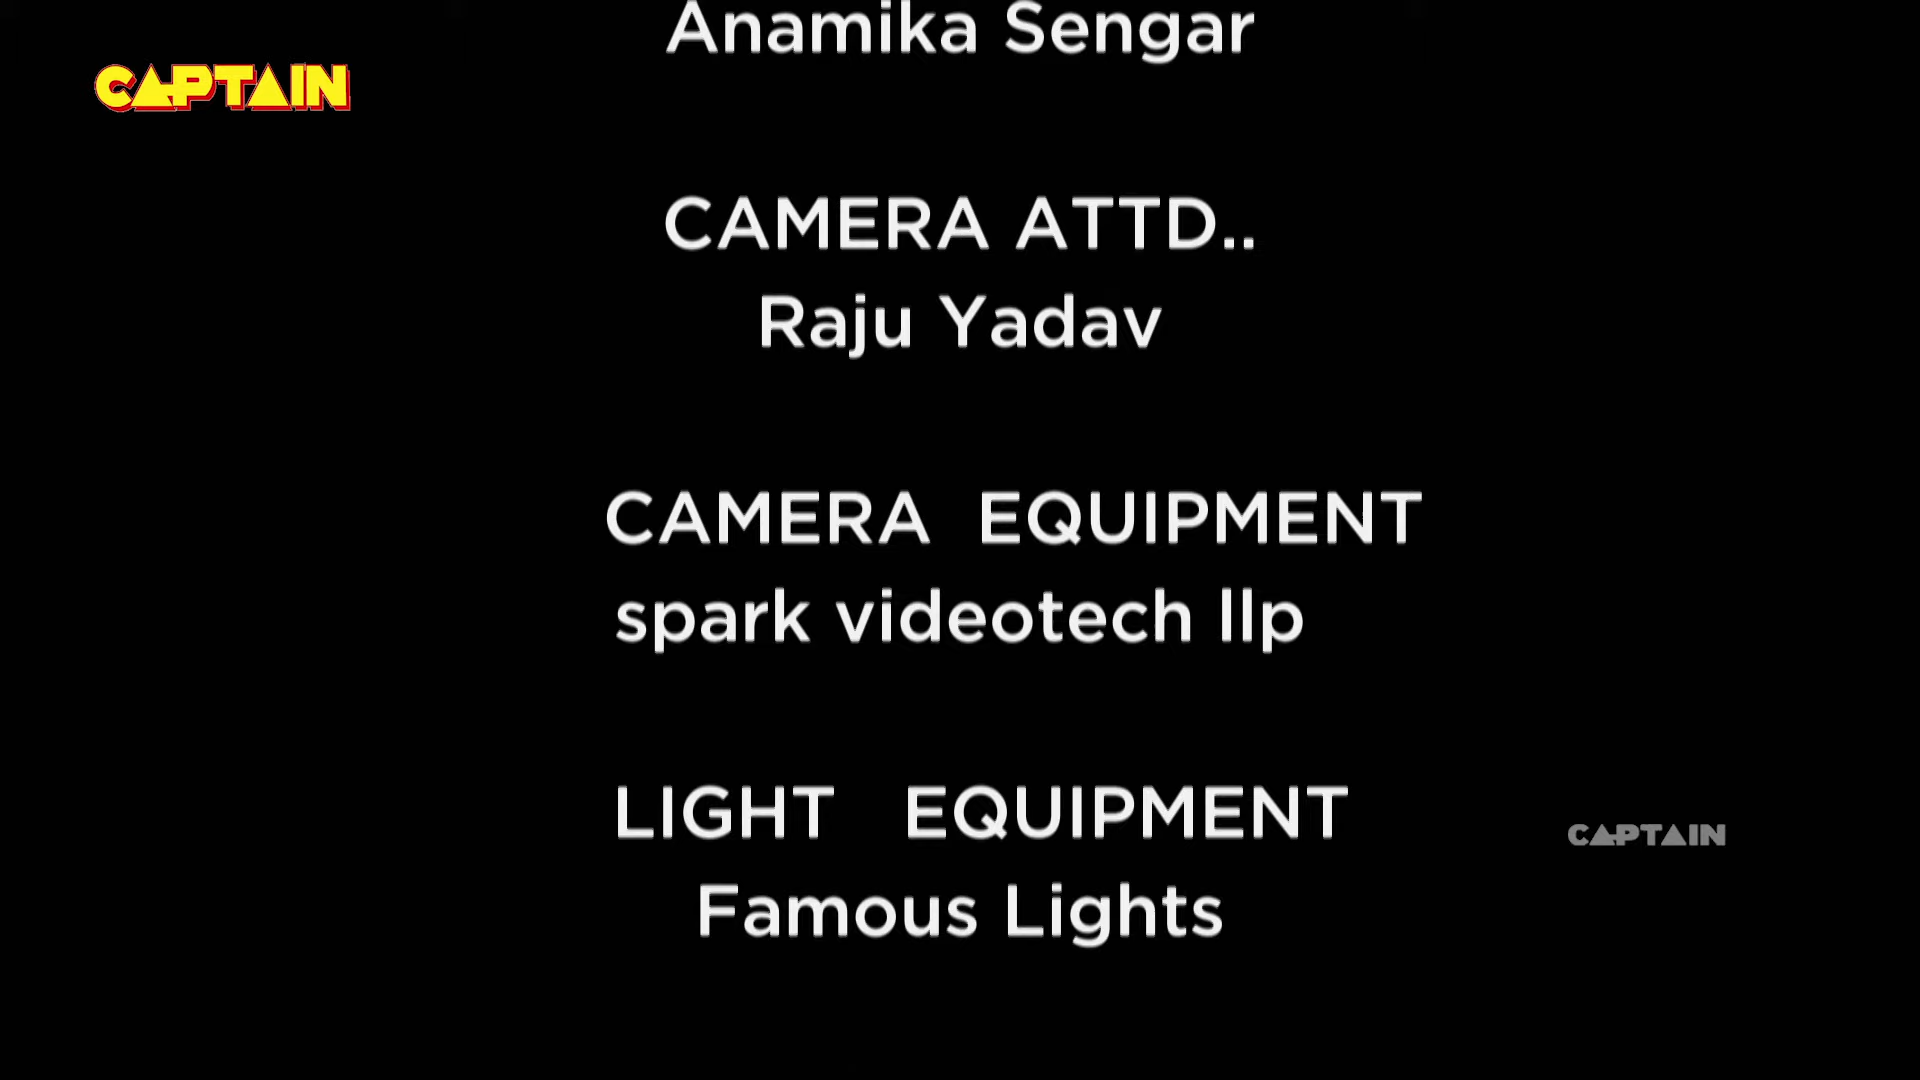 Anamika Sengar
CAPTAIN
CAMERA ATTD..
Raju Yadav
CAMERA EQUIPMENT
spark videotech llp
LIGHT EQUIPMENT
CAPTAIN
Famous Lights